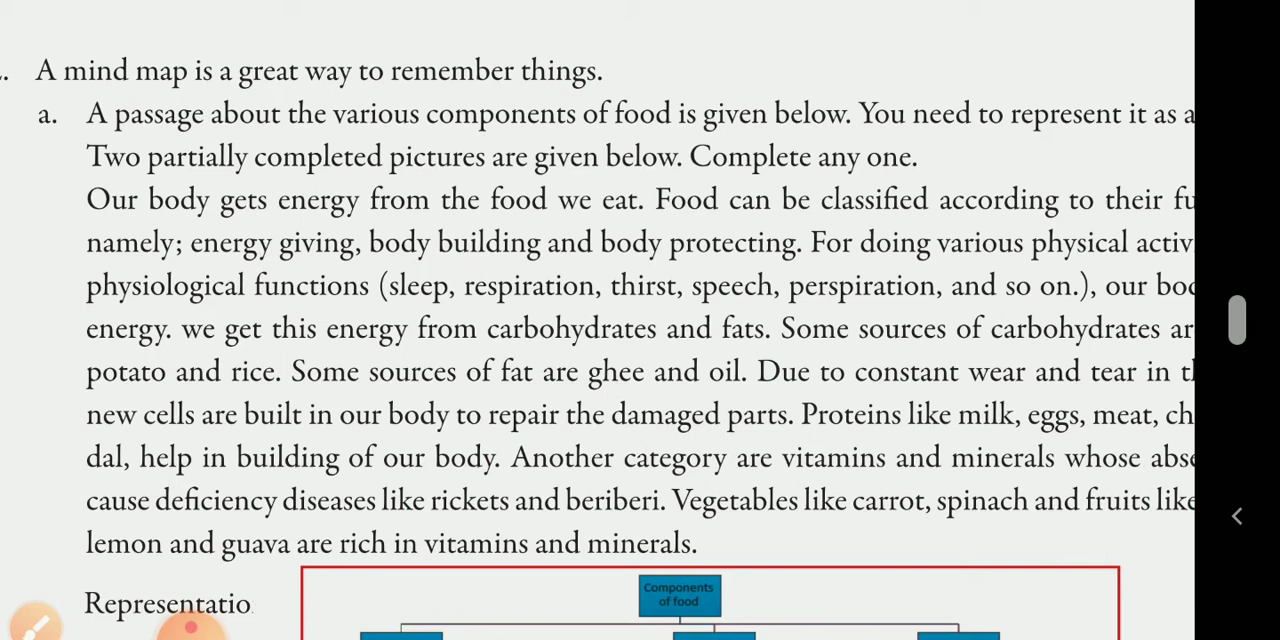 A mind map is a great way to remember things.
a. A passage about the various components of food is given below. You need to represent it as a
Two partially completed pictures are given below. Complete any one.
Our body gets energy from the food we eat. Food can be classified according to their fu
namely; energy giving, body building and body protecting. For doing various physical activ
physiological functions (sleep, respiration, thirst, speech, perspiration, and so on.), our bod
energy. we get this energy from carbohydrates and fats. Some sources of carbohydrates ar
potato and rice. Some sources of fat are ghee and oil. Due to constant wear and tear in t
new cells are built in our body to repair the damaged parts. Proteins like milk, eggs, meat, ch
dal, help in building of our body. Another category are vitamins and minerals whose abse
cause deficiency diseases like rickets and beriberi. Vegetables like carrot, spinach and fruits like
lemon and guava are rich in vitamins and minerals.
Representatio
Components
of food